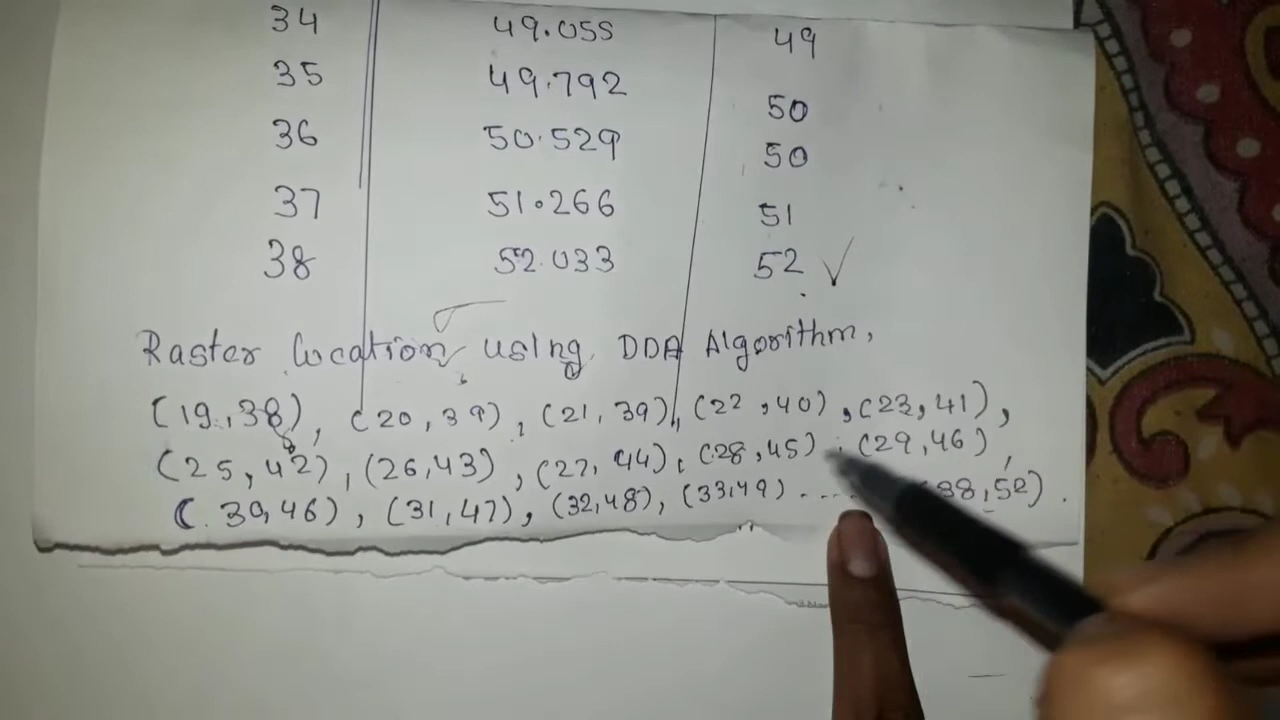 34 49.055 49
35 49.792 50
36 50.529 50
37 51.266 51
38 52.033 52 ✓
Raster location using DDA Algorithm,
(19,38), (20,39), (21,39), (22,40), (23,41),
(25,42), (26,43), (27,44), (28,45), (29,46),
(30,46), (31,47), (32,48), (33,49) ..... (38,52).